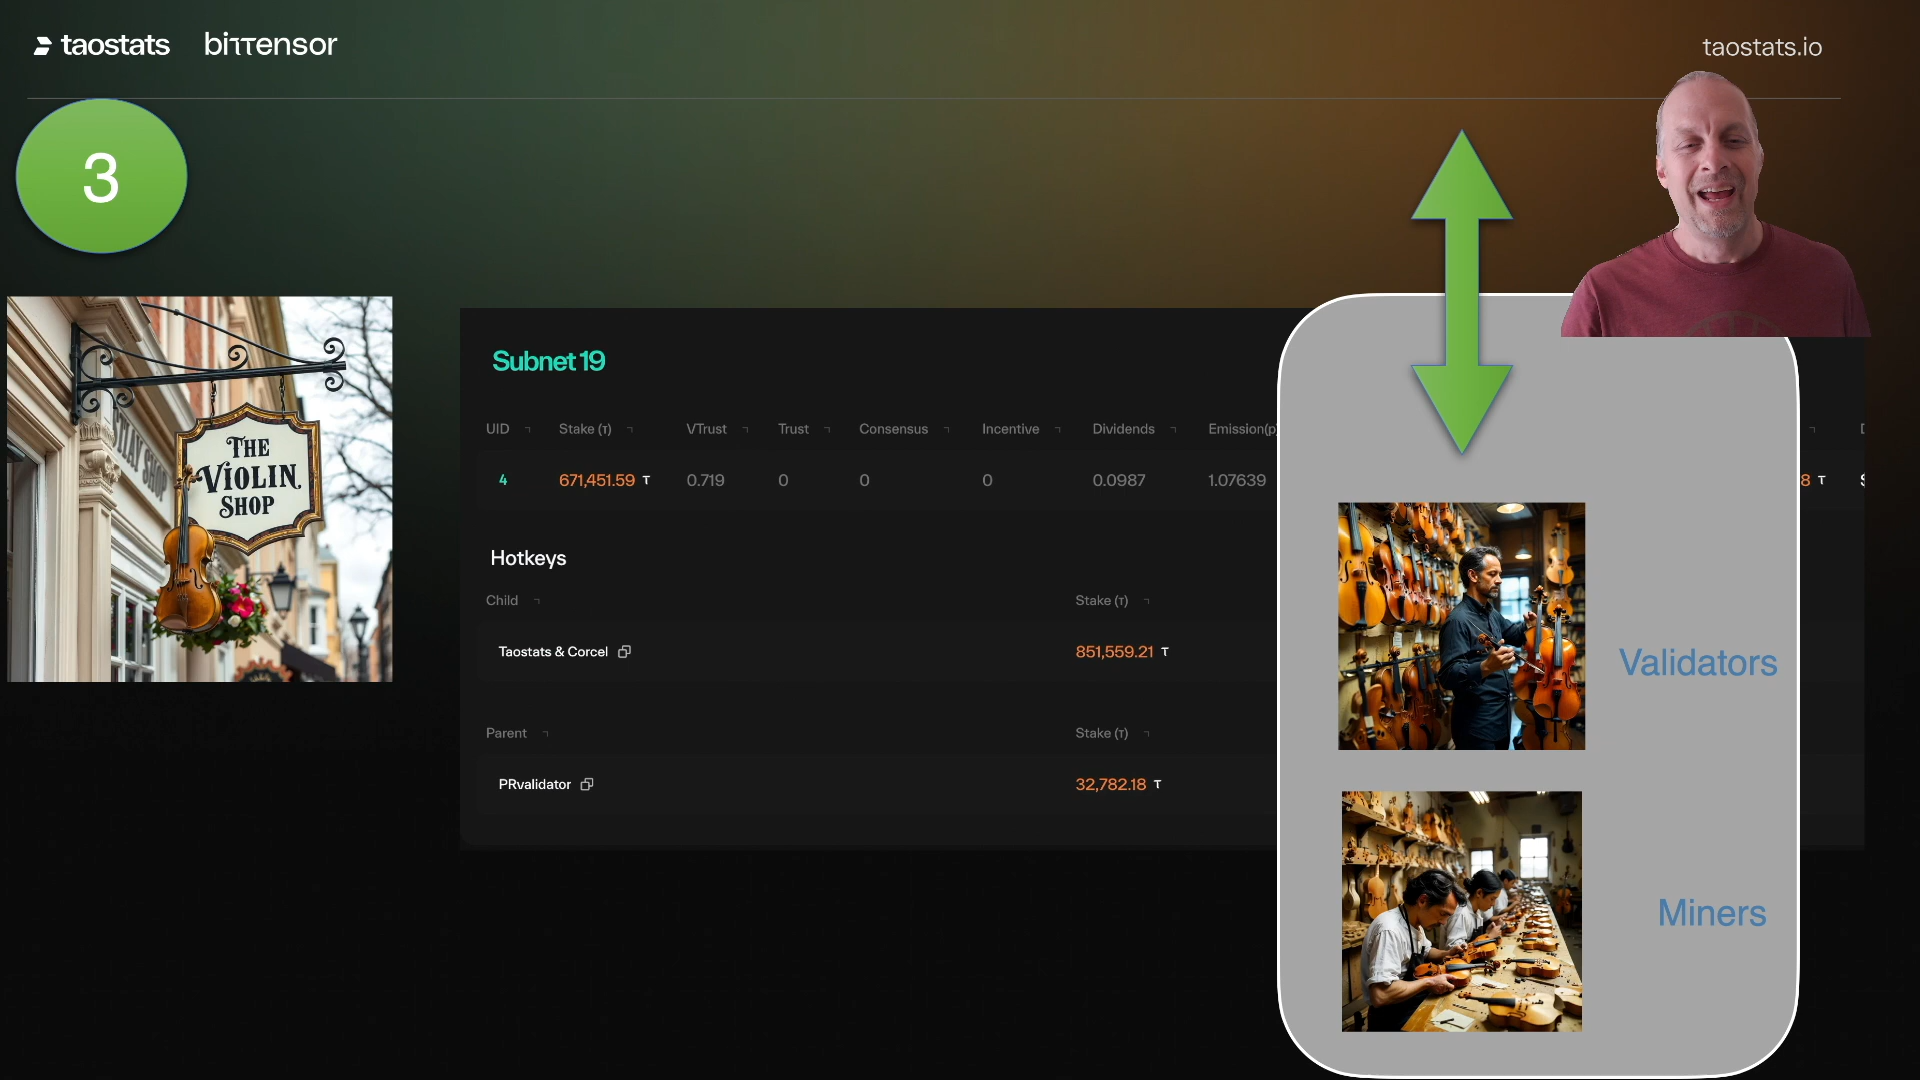 taostats bittensor
taostats.io
3
THE
VIOLIN
SHOP
Subnet 19
UID Stake (τ) VTrust Trust Consensus Incentive Dividends Emission(p)
4 671,451.59 τ 0.719 0 0 0 0.0987 1.07639 8 τ
Hotkeys
Child Stake (τ)
Taostats & Corcel 851,559.21 τ
Parent Stake (τ)
PRvalidator 32,782.18 τ
Validators
Miners